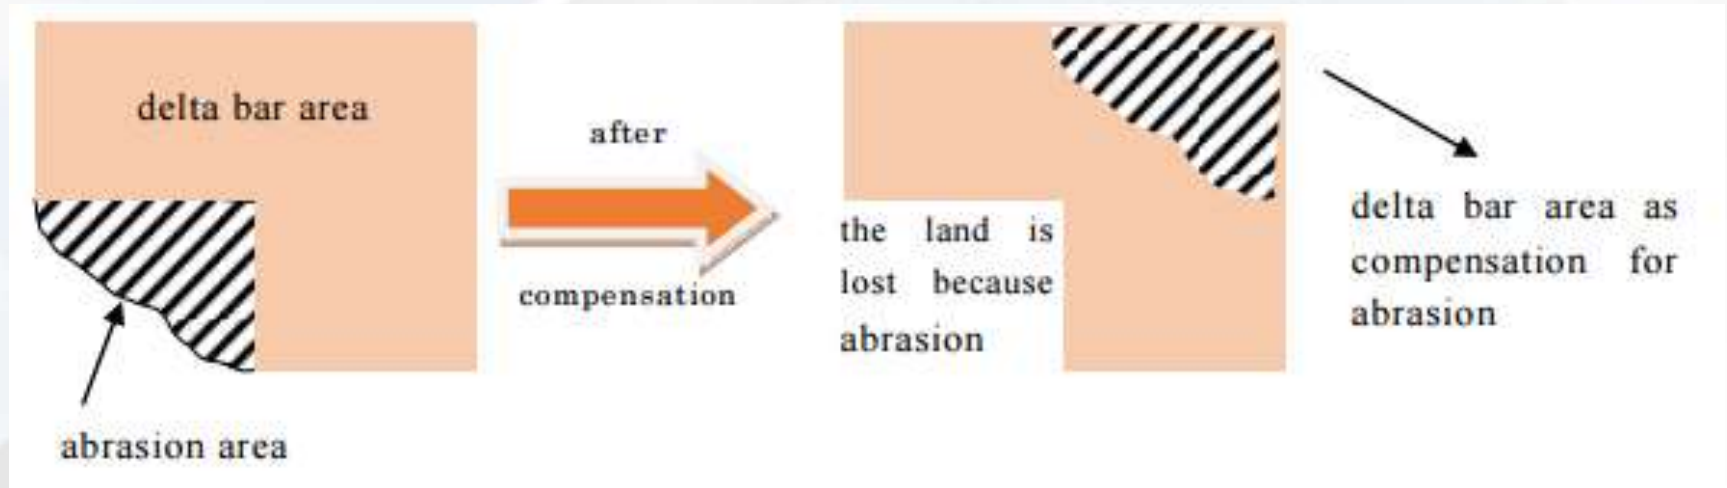 delta bar area
abrasion area
after
compensation
the land is
lost because
abrasion
delta bar area as
compensation for
abrasion